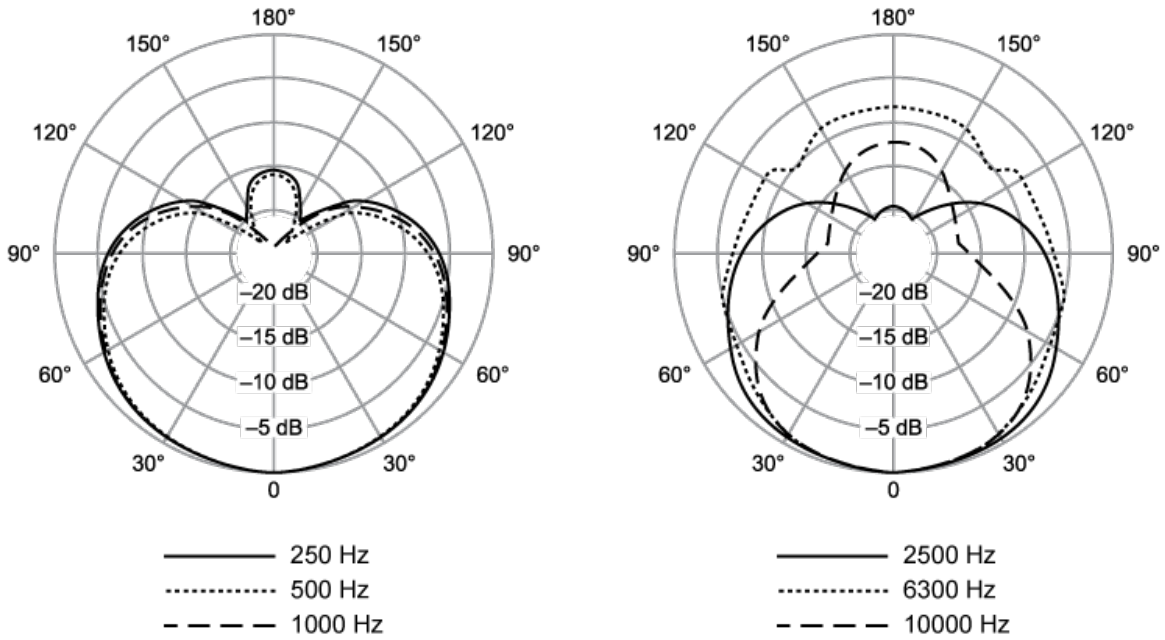 180°
150° 150°
120° 120°
90° 90°
–20 dB
–15 dB
60° 60°
–10 dB
–5 dB
30° 30°
0
250 Hz
500 Hz
1000 Hz
180°
150° 150°
120° 120°
90° 90°
–20 dB
–15 dB
60° 60°
–10 dB
–5 dB
30° 30°
0
2500 Hz
6300 Hz
10000 Hz